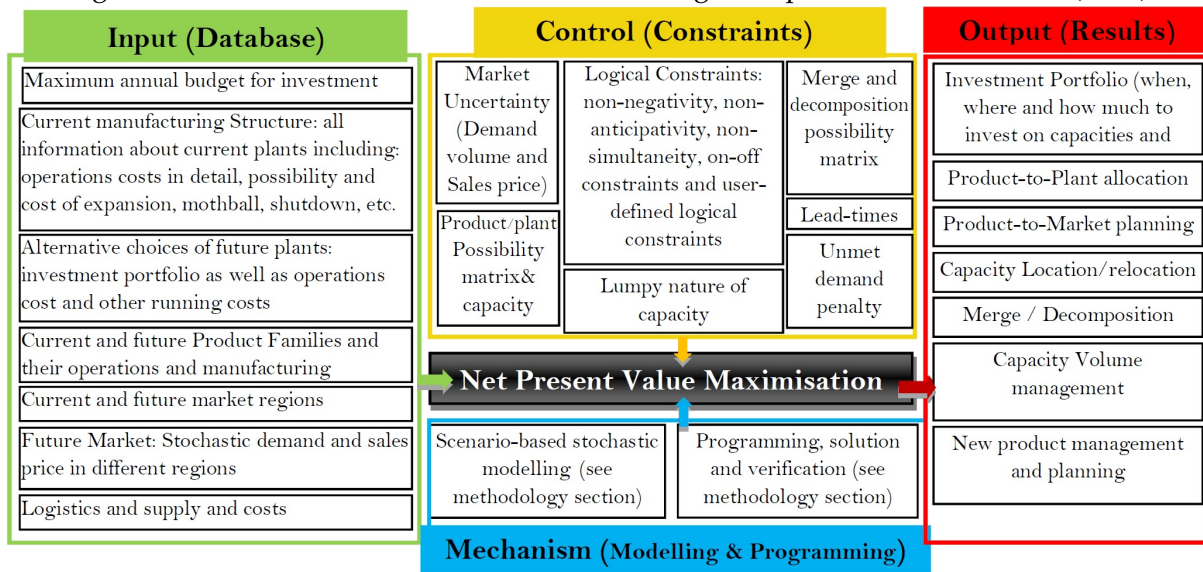 Input (Database)
Maximum annual budget for investment
Current manufacturing Structure: all
information about current plants including:
operations costs in detail, possibility and
cost of expansion, mothball, shutdown, etc.
Alternative choices of future plants:
investment portfolio as well as operations
cost and other running costs
Current and future Product Families and
their operations and manufacturing
Current and future market regions
Future Market: Stochastic demand and sales
price in different regions
Logistics and supply and costs
Control (Constraints)
Market
Uncertainty
(Demand
volume and
Sales price)
Product/plant
Possibility
matrix&
capacity
Logical Constraints:
non-negativity, non-
anticipativity, non-
simultaneity, on-off
constraints and user-
defined logical
constraints
Lumpy nature of
capacity
Merge and
decomposition
possibility
matrix
Lead-times
Unmet
demand
penalty
Net Present Value Maximisation
Scenario-based stochastic
modelling (see
methodology section)
Programming, solution
and verification (see
methodology section)
Mechanism (Modelling & Programming)
Output (Results)
Investment Portfolio (when,
where and how much to
invest on capacities and
Product-to-Plant allocation
Product-to-Market planning
Capacity Location/relocation
Merge / Decomposition
Capacity Volume
management
New product management
and planning